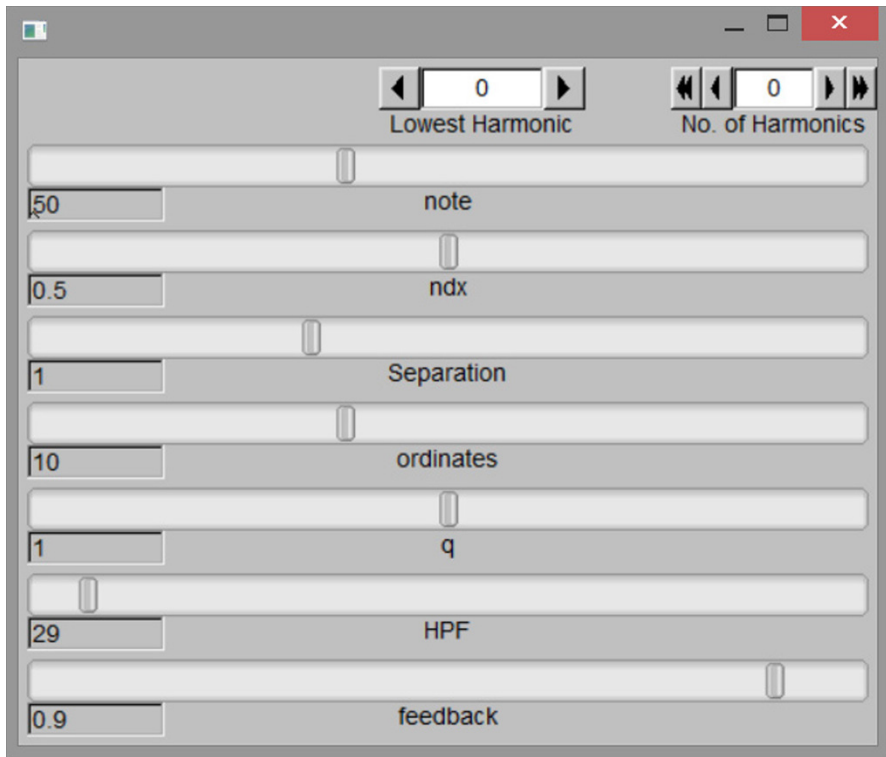 0 0
Lowest Harmonic No. of Harmonics
50 note
0.5 ndx
1 Separation
10 ordinates
1 q
29 HPF
0.9 feedback